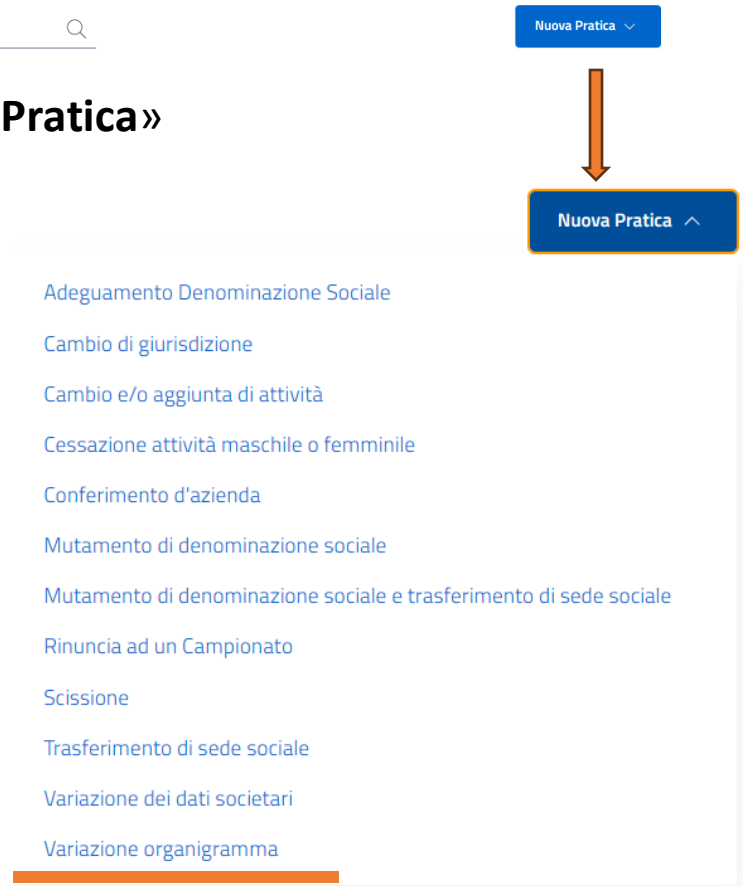 Nuova Pratica
Pratica»
Nuova Pratica
Adeguamento Denominazione Sociale
Cambio di giurisdizione
Cambio e/o aggiunta di attività
Cessazione attività maschile o femminile
Conferimento d'azienda
Mutamento di denominazione sociale
Mutamento di denominazione sociale e trasferimento di sede sociale
Rinuncia ad un Campionato
Scissione
Trasferimento di sede sociale
Variazione dei dati societari
Variazione organigramma